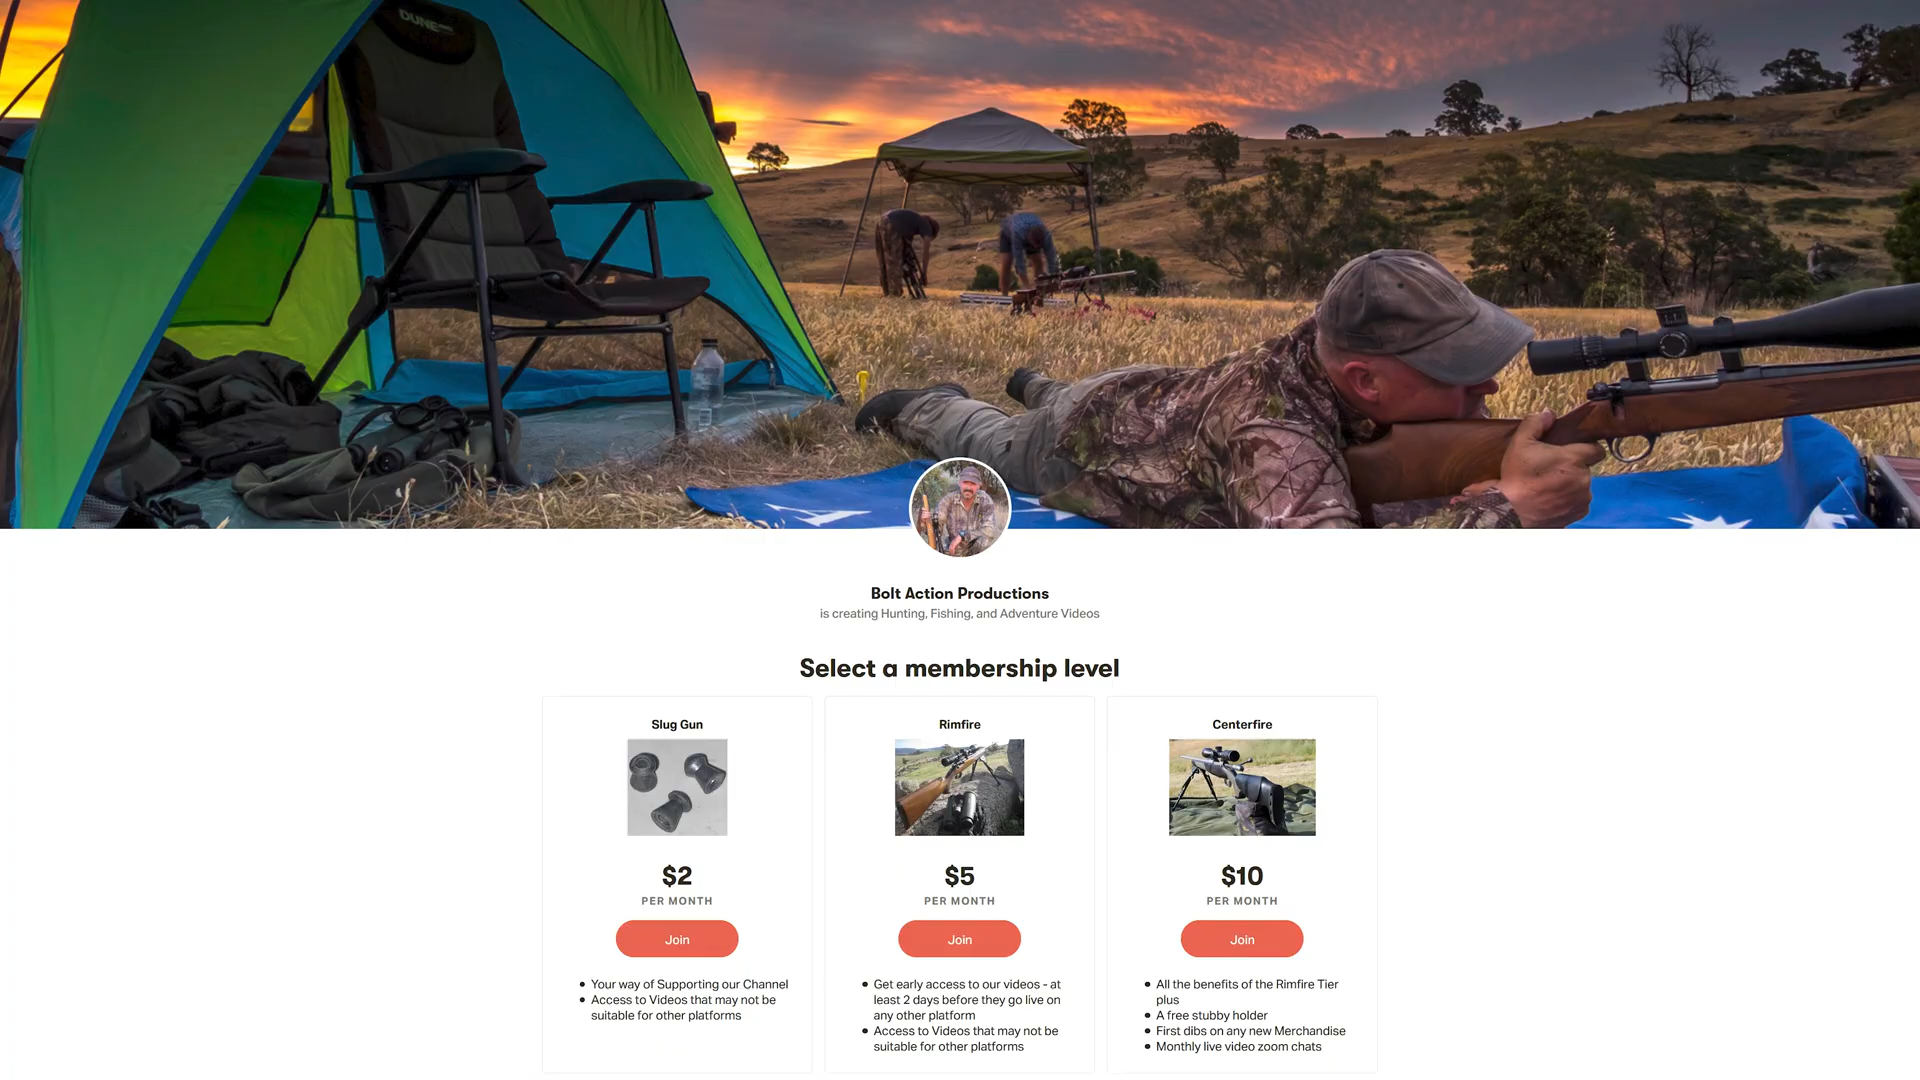 DUNE
Bolt Action Productions
is creating Hunting, Fishing, and Adventure Videos
Select a membership level
Slug Gun
$2
PER MONTH
Join
Your way of Supporting our Channel
Access to Videos that may not be
suitable for other platforms
Rimfire
$5
PER MONTH
Join
Get early access to our videos - at
least 2 days before they go live on
any other platform
Access to Videos that may not be
suitable for other platforms
Centerfire
$10
PER MONTH
Join
All the benefits of the Rimfire Tier
plus
A free stubby holder
First dibs on any new Merchandise
Monthly live video zoom chats